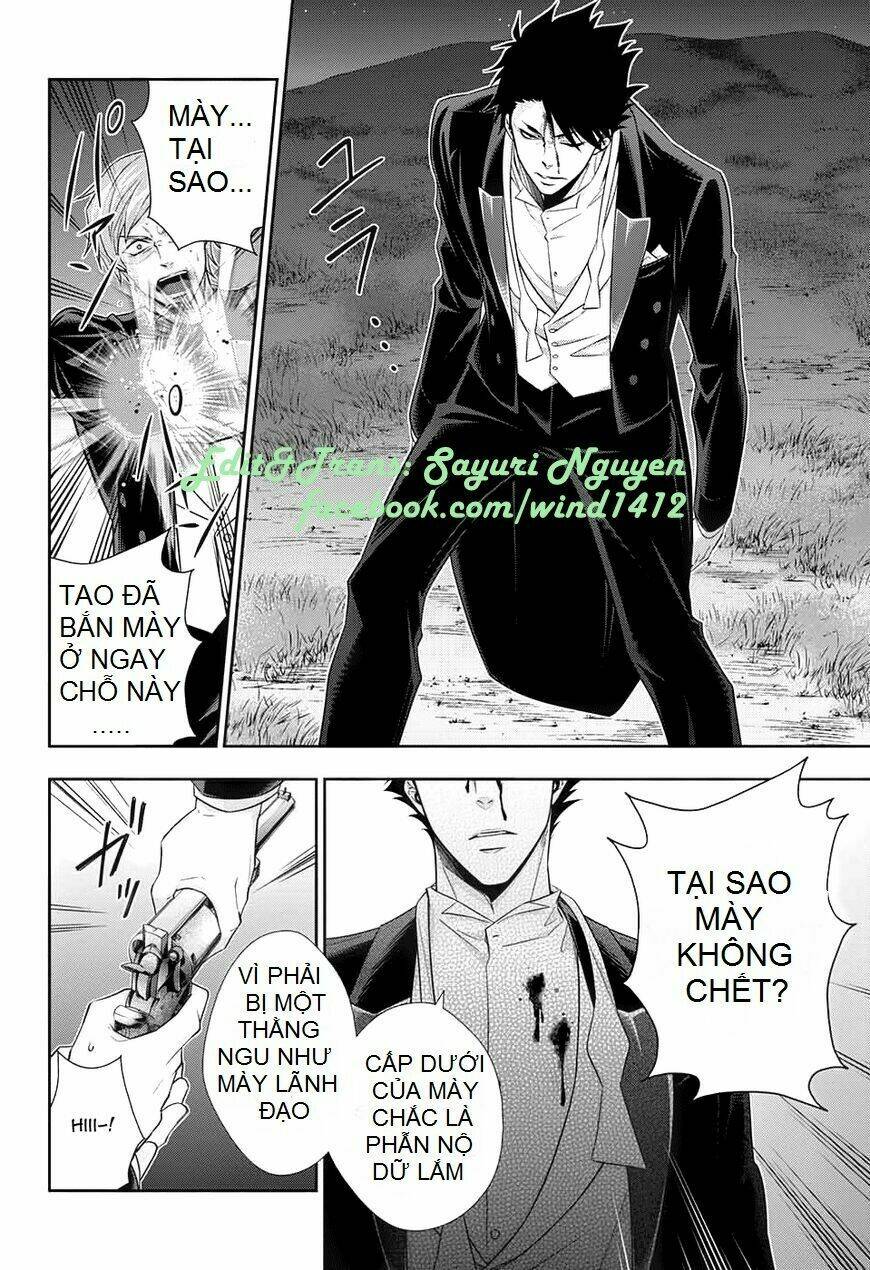 MÀY...
TẠI
SAO...
TAO ĐÃ
BẮN MÀY
Ở NGAY
CHỖ NÀY
.....
Edit&Trans: Sayuri Nguyen
facebook.com/wind1412
TẠI SAO
MÀY
KHÔNG
CHẾT?
CẤP DƯỚI
CỦA MÀY
CHẮC LÀ
PHẪN NỘ
DỮ LẮM
VÌ PHẢI
BỊ MỘT
THẰNG
NGU NHƯ
MÀY LÃNH
ĐẠO
HIII~!